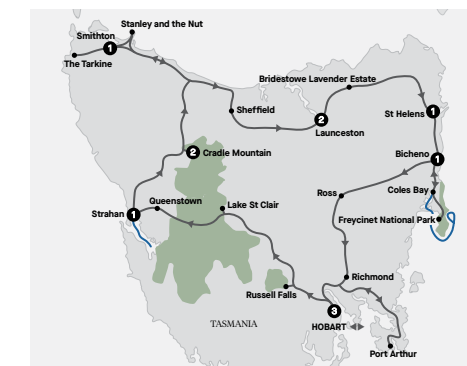 Stanley and the Nut
Smithton
1
The Tarkine
Bridestowe Lavender Estate
Sheffield
2
Launceston
St Helens 1
2 Cradle Mountain
Bicheno 1
Coles Bay
Ross
Queenstown
Lake St Clair
Strahan 1
Freycinet National Park
Richmond
Russell Falls
3
TASMANIA
HOBART
Port Arthur